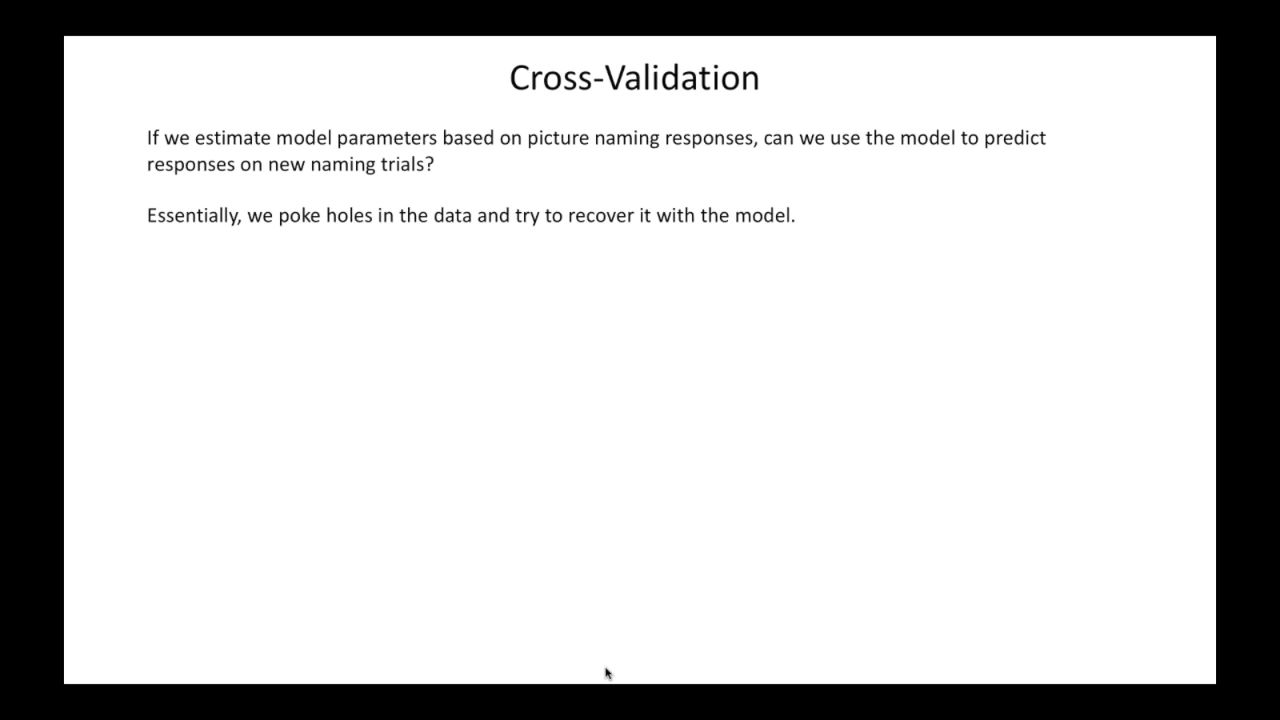 Cross-Validation
If we estimate model parameters based on picture naming responses, can we use the model to predict
responses on new naming trials?
Essentially, we poke holes in the data and try to recover it with the model.